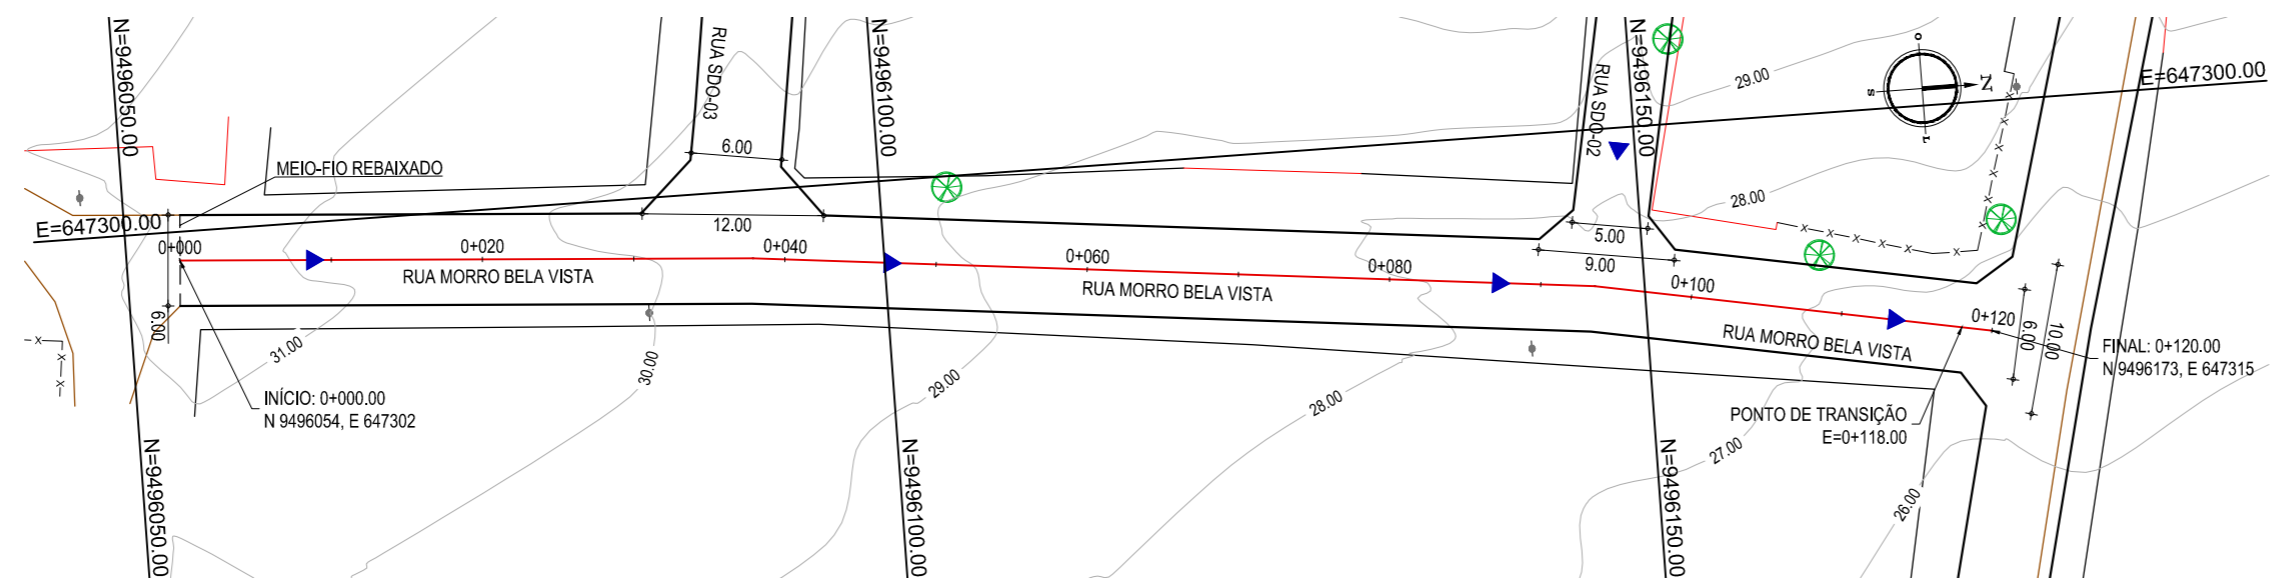 N=9496050.00
RUA SDO-03
N=9496100.00
RUA SDO-02
N=9496150.00
29.00
O
S
N
E=647300.00
6.00
MEIO-FIO REBAIXADO
28.00
E=647300.00
12.00
5.00
9.00
0+000
0+020
0+040
0+060
0+080
0+100
0+120
RUA MORRO BELA VISTA
RUA MORRO BELA VISTA
RUA MORRO BELA VISTA
6.00
6.00
10.00
31.00
30.00
29.00
28.00
27.00
26.00
FINAL: 0+120.00
N 9496173, E 647315
INÍCIO: 0+000.00
N 9496054, E 647302
PONTO DE TRANSIÇÃO
E=0+118.00
N=9496050.00
N=9496100.00
N=9496150.00